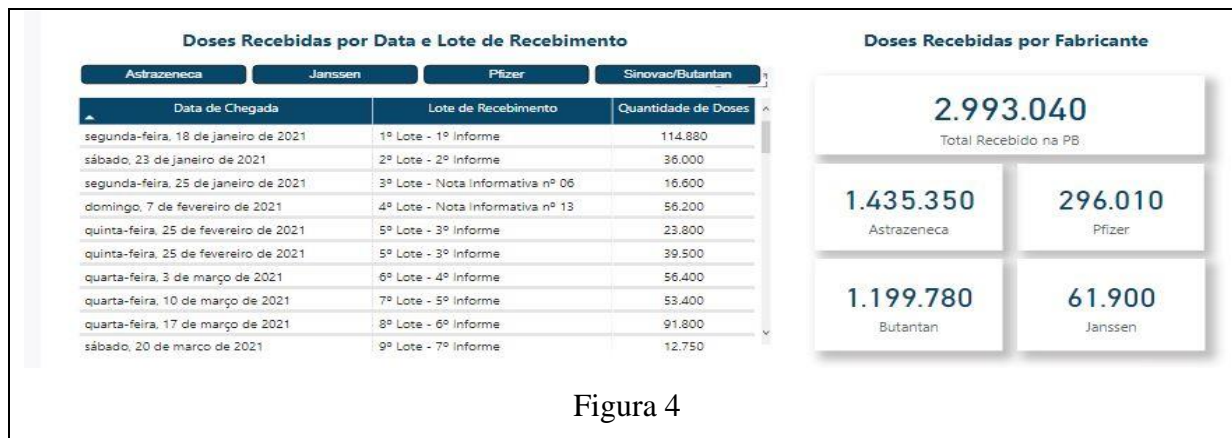 Doses Recebidas por Data e Lote de Recebimento
Astrazeneca Janssen Pfizer Sinovac/Butantan
Data de Chegada Lote de Recebimento Quantidade de Doses
segunda-feira, 18 de janeiro de 2021 1º Lote - 1º Informe 114.880
sábado, 23 de janeiro de 2021 2º Lote - 2º Informe 36.000
segunda-feira, 25 de janeiro de 2021 3º Lote - Nota Informativa nº 06 16.600
domingo, 7 de fevereiro de 2021 4º Lote - Nota Informativa nº 13 56.200
quinta-feira, 25 de fevereiro de 2021 5º Lote - 3º Informe 23.800
quinta-feira, 25 de fevereiro de 2021 5º Lote - 3º Informe 39.500
quarta-feira, 3 de março de 2021 6º Lote - 4º Informe 56.400
quarta-feira, 10 de março de 2021 7º Lote - 5º Informe 53.400
quarta-feira, 17 de março de 2021 8º Lote - 6º Informe 91.800
sábado, 20 de março de 2021 9º Lote - 7º Informe 12.750
Doses Recebidas por Fabricante
2.993.040
Total Recebido na PB
1.435.350 296.010
Astrazeneca Pfizer
1.199.780 61.900
Butantan Janssen
Figura 4